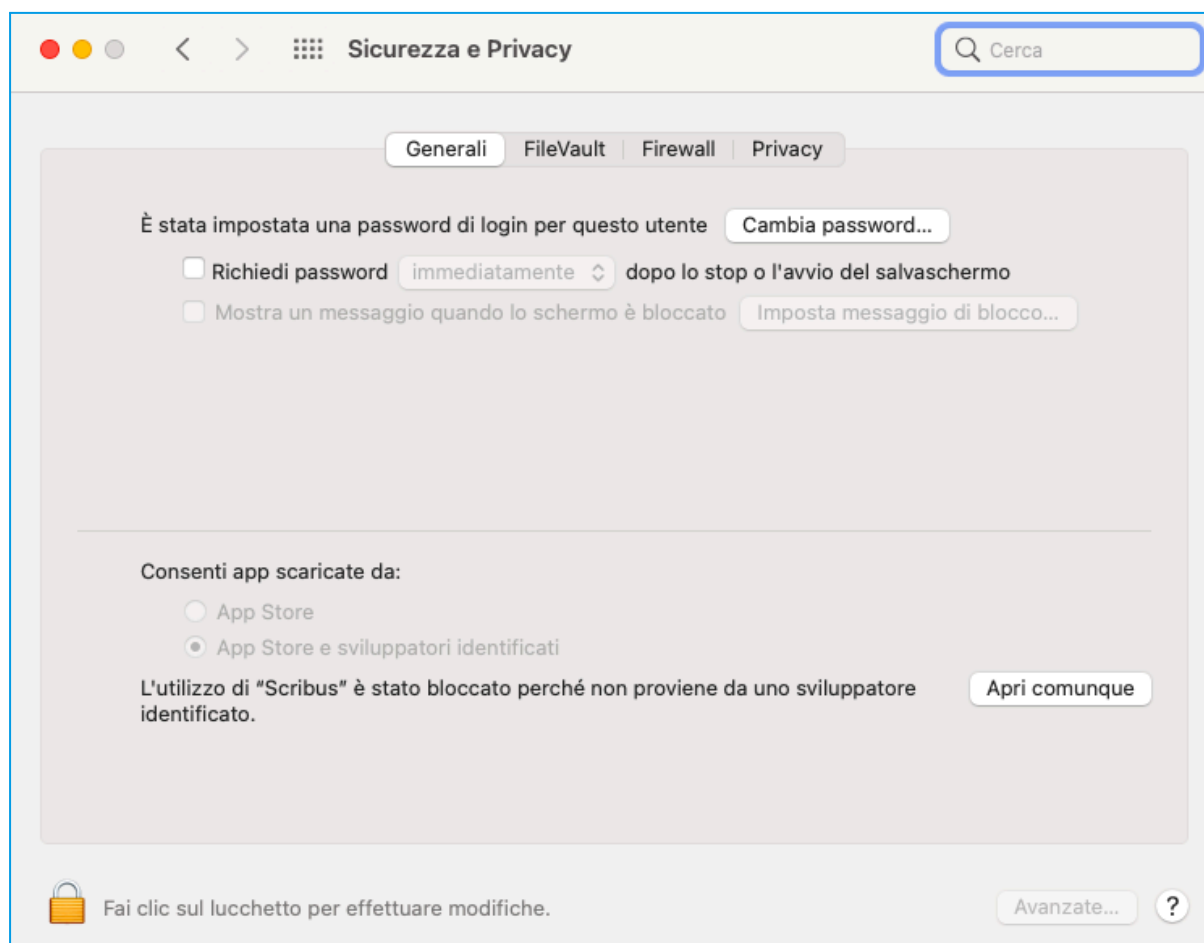 Sicurezza e Privacy
Cerca
Generali
FileVault
Firewall
Privacy
È stata impostata una password di login per questo utente
Cambia password...
Richiedi password
immediatamente
dopo lo stop o l'avvio del salvaschermo
Mostra un messaggio quando lo schermo è bloccato
Imposta messaggio di blocco...
Consenti app scaricate da:
App Store
App Store e sviluppatori identificati
L'utilizzo di “Scribus” è stato bloccato perché non proviene da uno sviluppatore
identificato.
Apri comunque
Fai clic sul lucchetto per effettuare modifiche.
Avanzate...
?